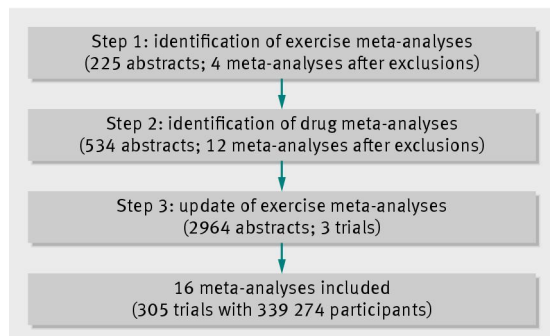 Step 1: identification of exercise meta-analyses
(225 abstracts; 4 meta-analyses after exclusions)
Step 2: identification of drug meta-analyses
(534 abstracts; 12 meta-analyses after exclusions)
Step 3: update of exercise meta-analyses
(2964 abstracts; 3 trials)
16 meta-analyses included
(305 trials with 339 274 participants)